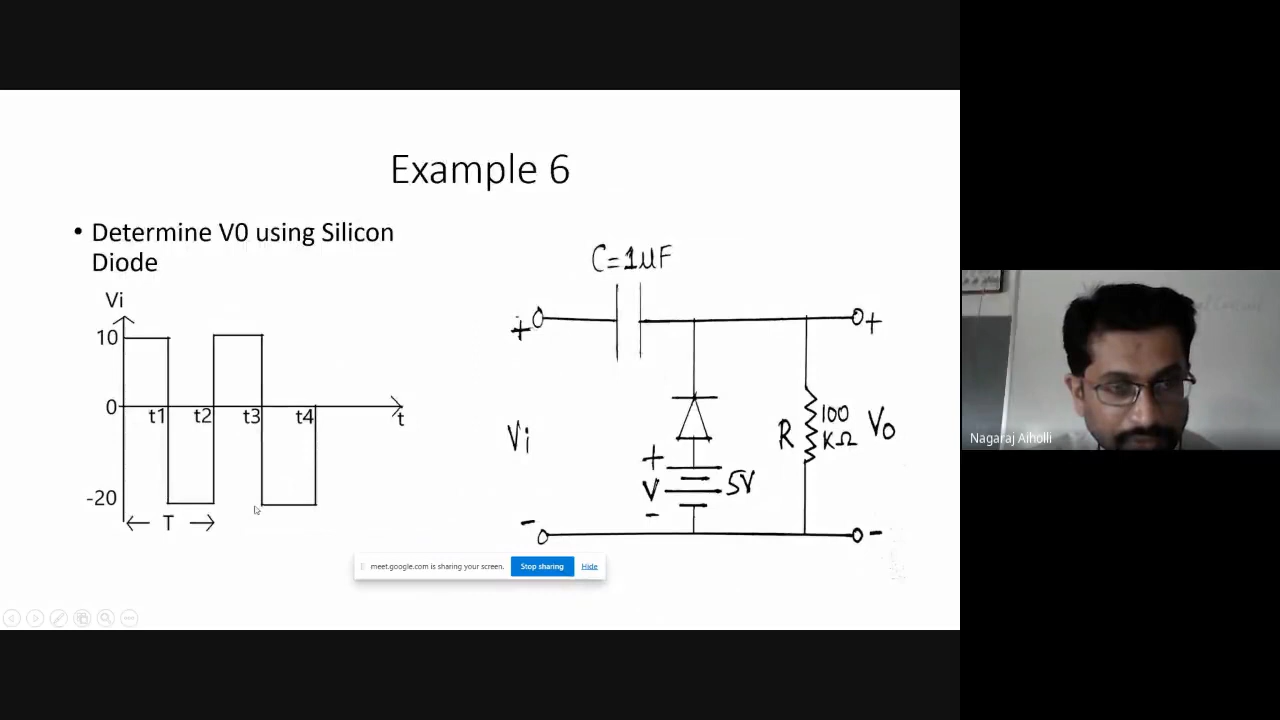 Example 6
• Determine V0 using Silicon
Diode
Vi
10
0
t1 t2 t3 t4
t
-20
T
C=1µF
+
+
Vi
+
V
-
5V
R
100
KΩ
Vo
-
-
meet.google.com is sharing your screen. Stop sharing Hide
Nagaraj Aiholli